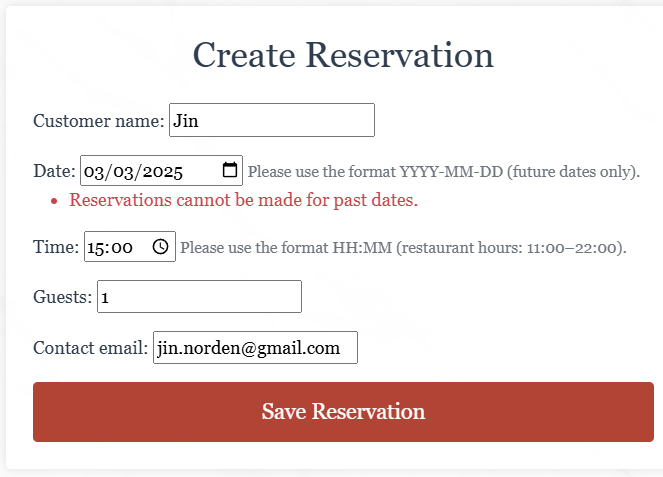 Create Reservation
Customer name: Jin
Date: 03/03/2025 Please use the format YYYY-MM-DD (future dates only).
• Reservations cannot be made for past dates.
Time: 15:00 Please use the format HH:MM (restaurant hours: 11:00–22:00).
Guests: 1
Contact email: jin.norden@gmail.com
Save Reservation